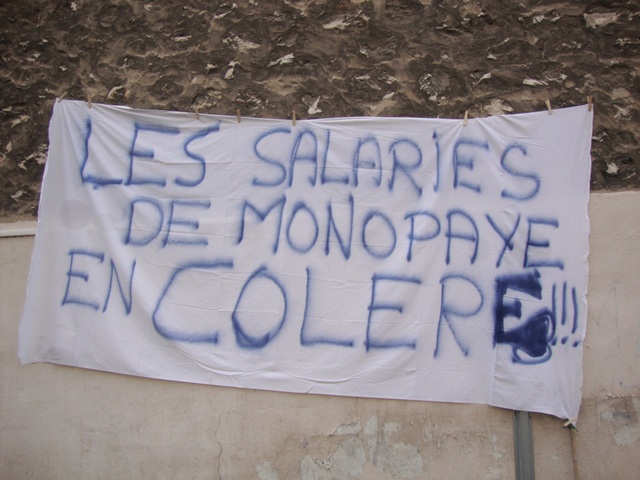 LES SALARIES
DE MONOPAYE
EN COLERE!!!